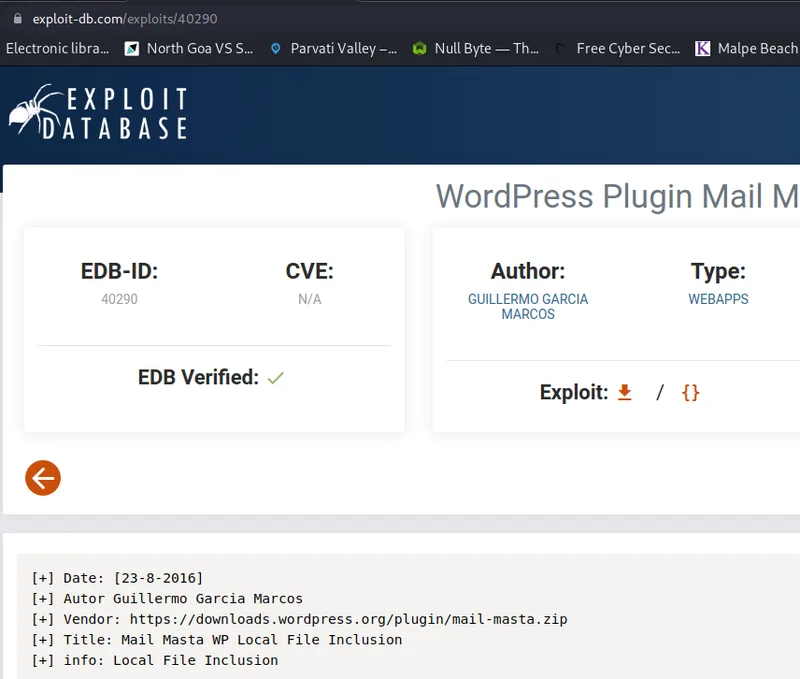 exploit-db.com/exploits/40290
Electronic libra... North Goa VS S... Parvati Valley –... Null Byte — Th... Free Cyber Sec... K Malpe Beach
EXPLOIT
DATABASE
WordPress Plugin Mail M
EDB-ID: CVE: Author: Type:
40290 N/A GUILLERMO GARCIA WEBAPPS
MARCOS
EDB Verified:
Exploit: / {}
[+] Date: [23-8-2016]
[+] Autor Guillermo Garcia Marcos
[+] Vendor: https://downloads.wordpress.org/plugin/mail-masta.zip
[+] Title: Mail Masta WP Local File Inclusion
[+] info: Local File Inclusion